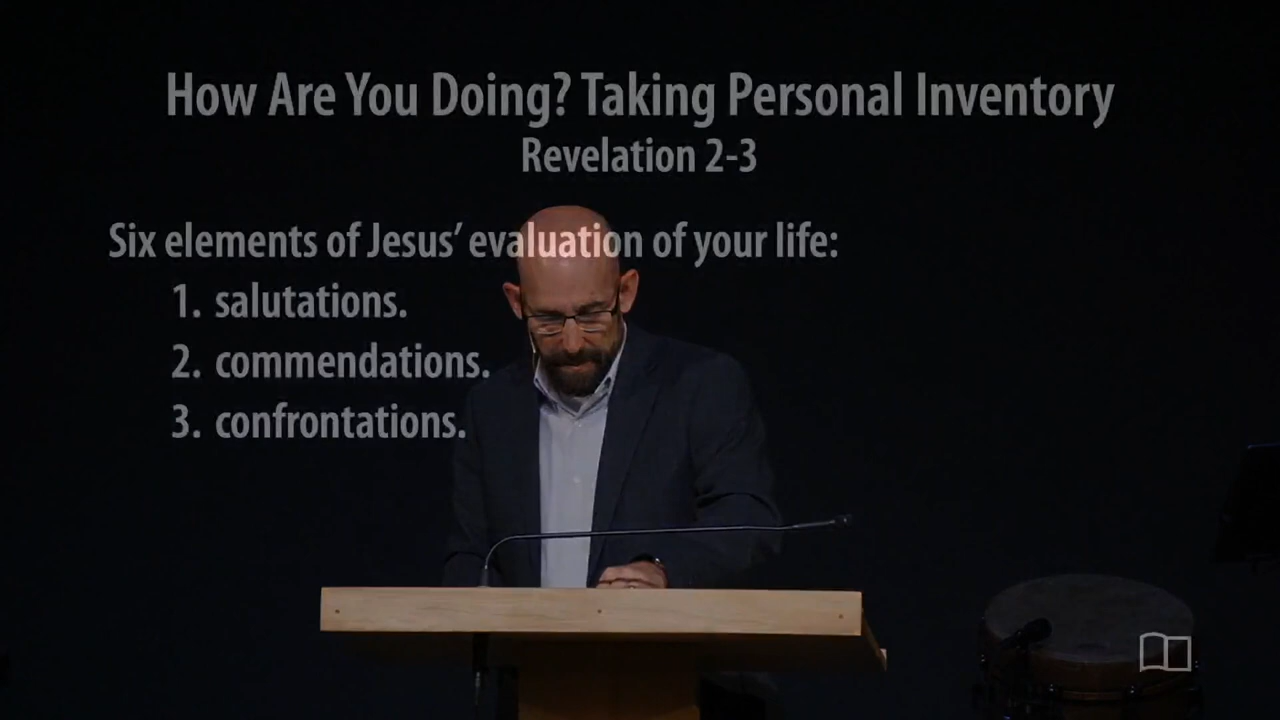 How Are You Doing? Taking Personal Inventory
Revelation 2-3
Six elements of Jesus’ evaluation of your life:
1. salutations.
2. commendations.
3. confrontations.